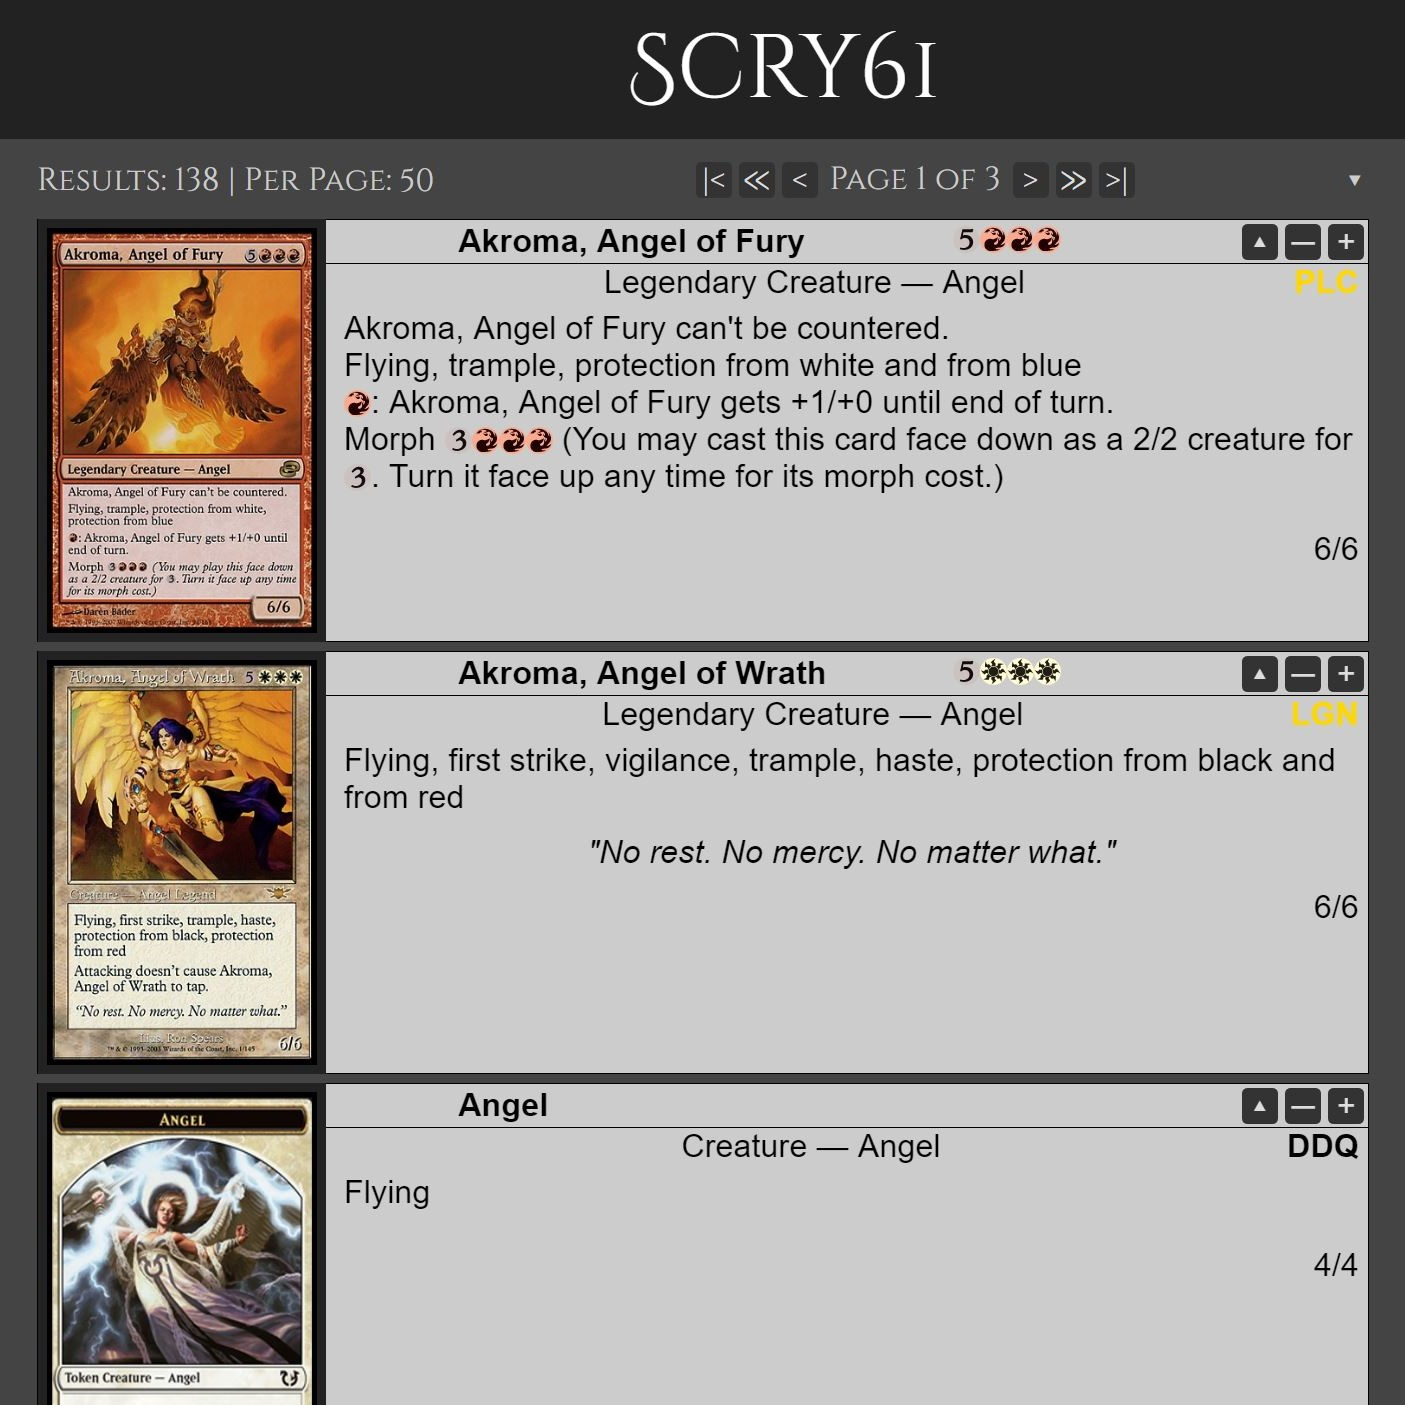 SCRY61
RESULTS: 138 | PER PAGE: 50
|< ≪ < PAGE 1 OF 3 > ≫ >| ▼
Akroma, Angel of Fury 5
Legendary Creature — Angel
Akroma, Angel of Fury can't be countered.
Flying, trample, protection from white,
protection from blue
: Akroma, Angel of Fury gets +1/+0 until
end of turn.
Morph 3 (You may play this face down
as a 2/2 creature for 3. Turn it face up any time
for its morph cost.)
Daren Bader
6/6
Akroma, Angel of Fury 5 ▲ — +
Legendary Creature — Angel PLC
Akroma, Angel of Fury can't be countered.
Flying, trample, protection from white and from blue
: Akroma, Angel of Fury gets +1/+0 until end of turn.
Morph 3 (You may cast this card face down as a 2/2 creature for
3. Turn it face up any time for its morph cost.)
6/6
Akroma, Angel of Wrath 5
Creature — Angel Legend
Flying, first strike, trample, haste,
protection from black, protection
from red
Attacking doesn't cause Akroma,
Angel of Wrath to tap.
"No rest. No mercy. No matter what."
Illus. Ron Spears
™ & © 1993-2003 Wizards of the Coast, Inc. 1/145
6/6
Akroma, Angel of Wrath 5 ▲ — +
Legendary Creature — Angel LGN
Flying, first strike, vigilance, trample, haste, protection from black and
from red
"No rest. No mercy. No matter what."
6/6
ANGEL
Token Creature — Angel
Angel ▲ — +
Creature — Angel DDQ
Flying
4/4